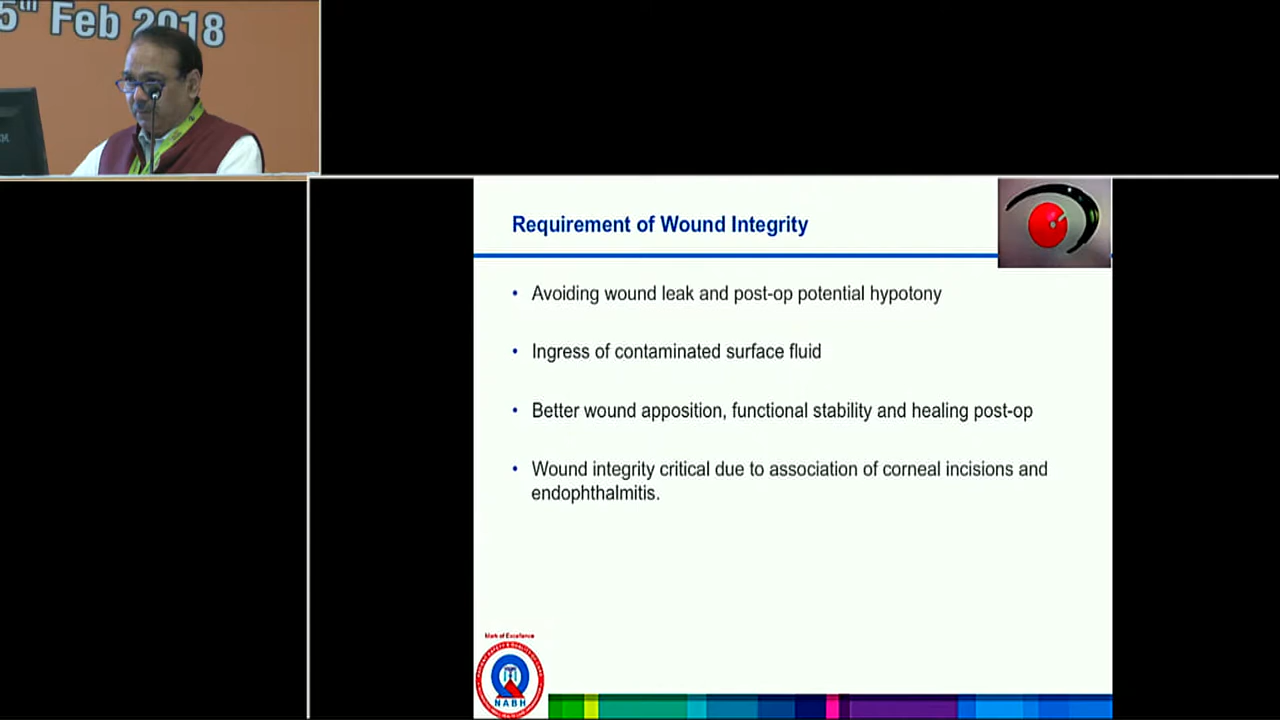 5th Feb 2018
Requirement of Wound Integrity
• Avoiding wound leak and post-op potential hypotony
• Ingress of contaminated surface fluid
• Better wound apposition, functional stability and healing post-op
• Wound integrity critical due to association of corneal incisions and
endophthalmitis.
Mark of Excellence
NABH